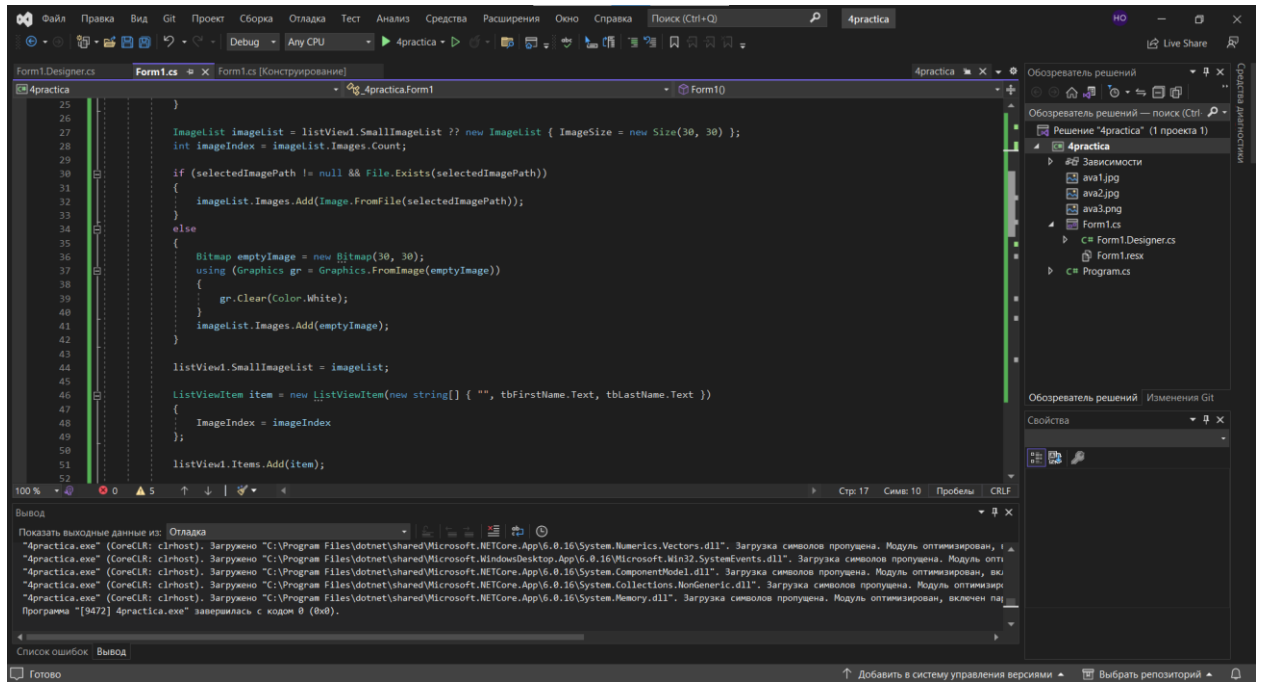 Файл Правка Вид Git Проект Сборка Отладка Тест Анализ Средства Расширения Окно Справка Поиск (Ctrl+Q) 4practica НО
Debug Any CPU 4practica Live Share
Form1.Designer.cs Form1.cs Form1.cs [Конструирование] 4practica
4practica _4practica.Form1 Form1()
25 }
26
27 ImageList imageList = listView1.SmallImageList ?? new ImageList { ImageSize = new Size(30, 30) };
28 int imageIndex = imageList.Images.Count;
29
30 if (selectedImagePath != null && File.Exists(selectedImagePath))
31 {
32 imageList.Images.Add(Image.FromFile(selectedImagePath));
33 }
34 else
35 {
36 Bitmap emptyImage = new Bitmap(30, 30);
37 using (Graphics gr = Graphics.FromImage(emptyImage))
38 {
39 gr.Clear(Color.White);
40 }
41 imageList.Images.Add(emptyImage);
42 }
43
44 listView1.SmallImageList = imageList;
45
46 ListViewItem item = new ListViewItem(new string[] { "", tbFirstName.Text, tbLastName.Text })
47 {
48 ImageIndex = imageIndex
49 };
50
51 listView1.Items.Add(item);
52
100 % 0 5 Стр: 17 Симв: 10 Пробелы CRLF
Вывод
Показать выходные данные из: Отладка
"4practica.exe" (CoreCLR: clrhost). Загружено "C:\Program Files\dotnet\shared\Microsoft.NETCore.App\6.0.16\System.Numerics.Vectors.dll". Загрузка символов пропущена. Модуль оптимизирован,
"4practica.exe" (CoreCLR: clrhost). Загружено "C:\Program Files\dotnet\shared\Microsoft.WindowsDesktop.App\6.0.16\Microsoft.Win32.SystemEvents.dll". Загрузка символов пропущена. Модуль опти
"4practica.exe" (CoreCLR: clrhost). Загружено "C:\Program Files\dotnet\shared\Microsoft.NETCore.App\6.0.16\System.ComponentModel.dll". Загрузка символов пропущена. Модуль оптимизирован, вк
"4practica.exe" (CoreCLR: clrhost). Загружено "C:\Program Files\dotnet\shared\Microsoft.NETCore.App\6.0.16\System.Collections.NonGeneric.dll". Загрузка символов пропущена. Модуль оптимизиро
"4practica.exe" (CoreCLR: clrhost). Загружено "C:\Program Files\dotnet\shared\Microsoft.NETCore.App\6.0.16\System.Memory.dll". Загрузка символов пропущена. Модуль оптимизирован, включен па
Программа "[9472] 4practica.exe" завершилась с кодом 0 (0x0).
Список ошибок Вывод
Обозреватель решений
Обозреватель решений — поиск (Ctrl-
Решение "4practica" (1 проекта 1)
4practica
Зависимости
ava1.jpg
ava2.jpg
ava3.png
Form1.cs
C# Form1.Designer.cs
Form1.resx
C# Program.cs
Обозреватель решений Изменения Git
Свойства
Средства диагностики
Готово Добавить в систему управления версиями Выбрать репозиторий